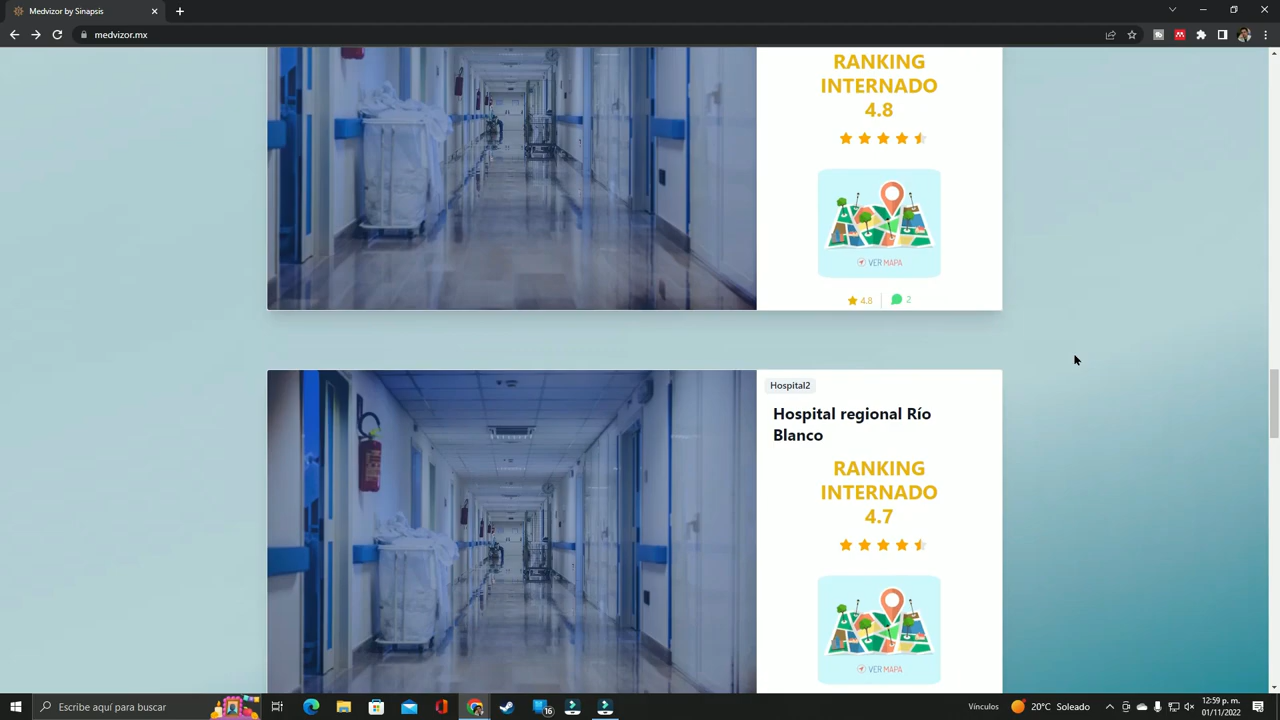 Medvizor by Sinapsis
medvizor.mx
RANKING
INTERNADO
4.8
VER MAPA
4.8
2
Hospital2
Hospital regional Río
Blanco
RANKING
INTERNADO
4.7
VER MAPA
Escribe aquí para buscar
16
Vínculos
20°C Soleado
12:59 p. m.
01/11/2022